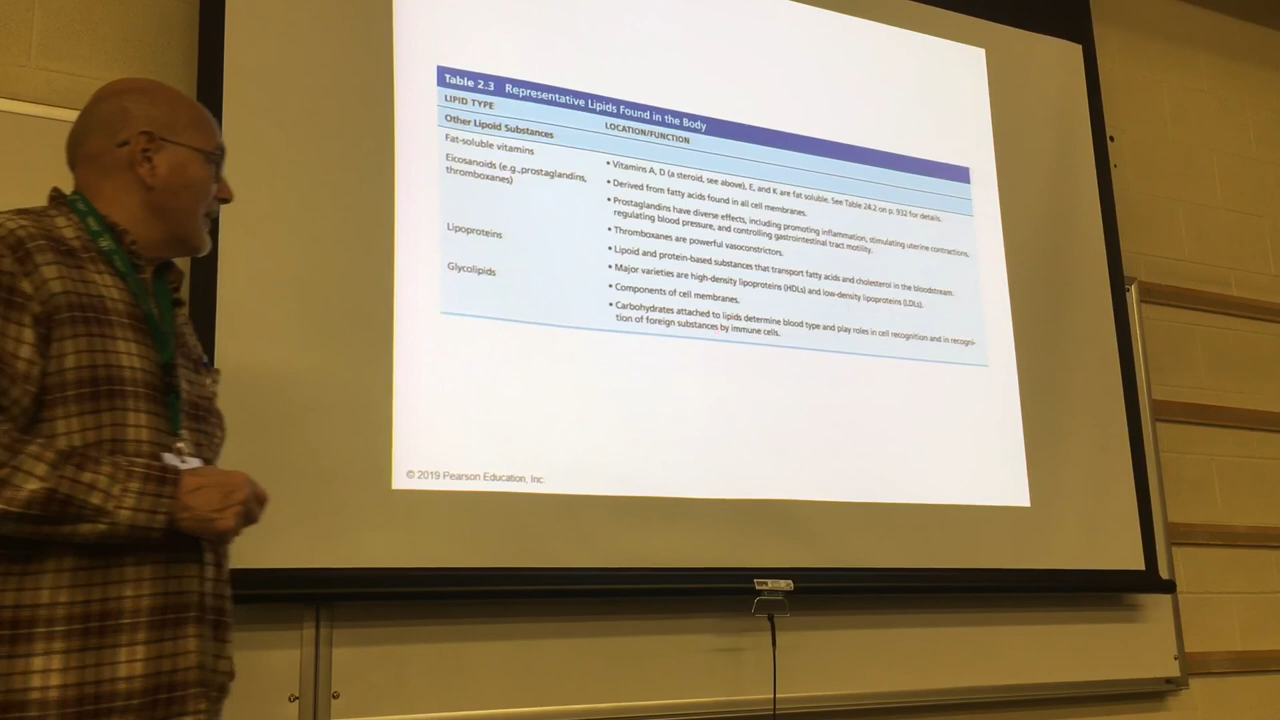 Table 2.3 Representative Lipids Found in the Body
LIPID TYPE
LOCATION/FUNCTION
Other Lipoid Substances
Fat-soluble vitamins
• Vitamins A, D (a steroid, see above), E, and K are fat soluble. See Table 24.2 on p. 932 for details.
Eicosanoids (e.g.,prostaglandins,
thromboxanes)
• Derived from fatty acids found in all cell membranes.
• Prostaglandins have diverse effects, including promoting inflammation, stimulating uterine contractions,
regulating blood pressure, and controlling gastrointestinal tract motility.
• Thromboxanes are powerful vasoconstrictors.
Lipoproteins
• Lipoid and protein-based substances that transport fatty acids and cholesterol in the bloodstream.
• Major varieties are high-density lipoproteins (HDLs) and low-density lipoproteins (LDLs).
Glycolipids
• Components of cell membranes.
• Carbohydrates attached to lipids determine blood type and play roles in cell recognition and in recogni-
tion of foreign substances by immune cells.
© 2019 Pearson Education, Inc.